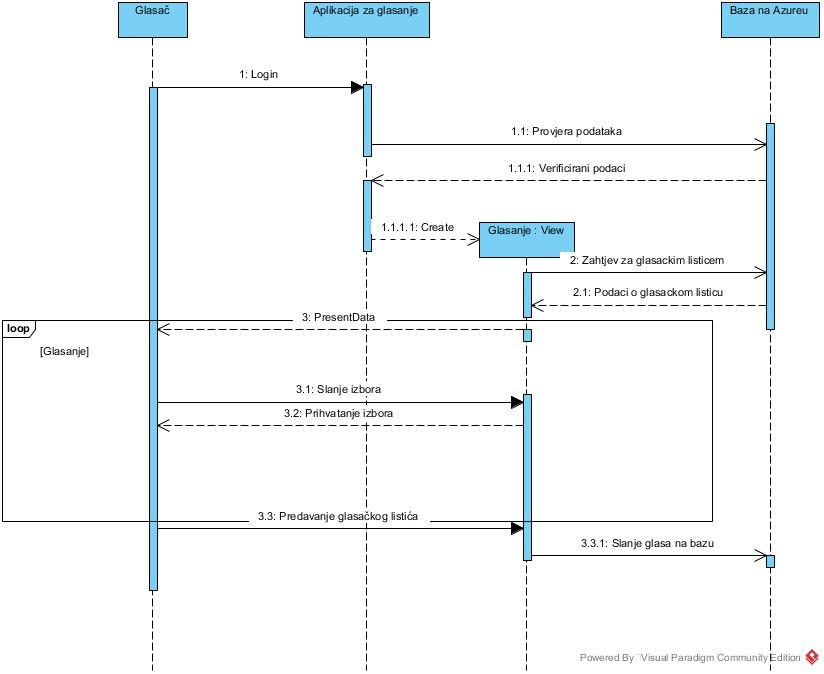 Glasač
Aplikacija za glasanje
Baza na Azureu
1: Login
1.1: Provjera podataka
1.1.1: Verificirani podaci
1.1.1.1: Create
Glasanje : View
2: Zahtjev za glasackim listicem
2.1: Podaci o glasackom listicu
3: PresentData
loop
[Glasanje]
3.1: Slanje izbora
3.2: Prihvatanje izbora
3.3: Predavanje glasačkog listića
3.3.1: Slanje glasa na bazu
Powered By Visual Paradigm Community Edition